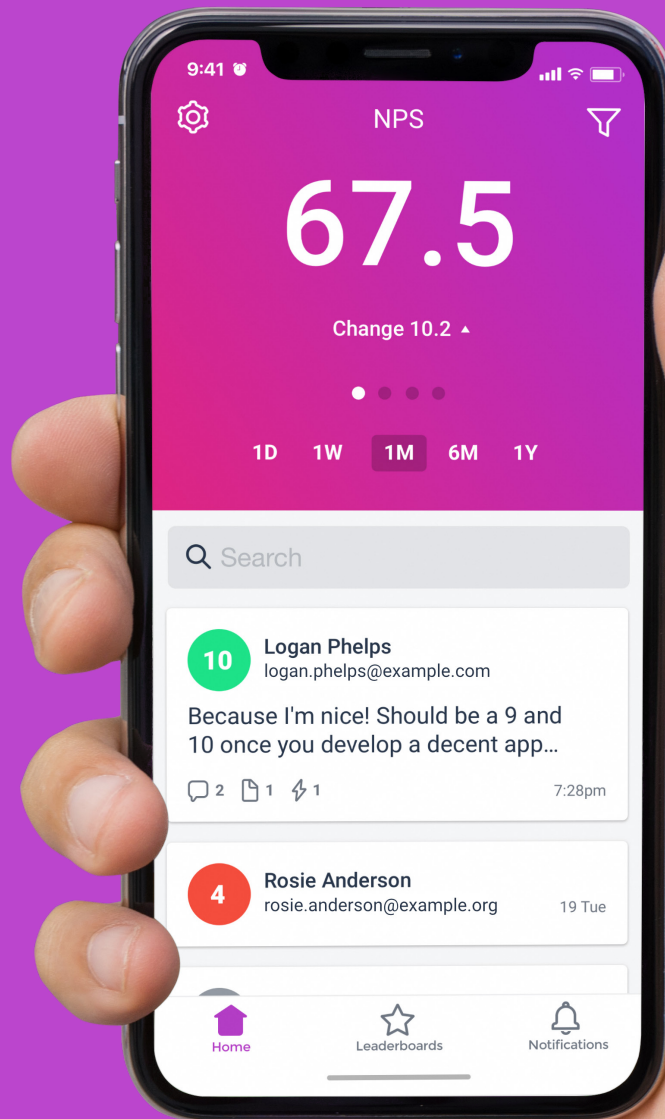 9:41
NPS
67.5
Change 10.2
1D 1W 1M 6M 1Y
Search
10
Logan Phelps
logan.phelps@example.com
Because I'm nice! Should be a 9 and
10 once you develop a decent app...
2 1 1
7:28pm
4
Rosie Anderson
rosie.anderson@example.org
19 Tue
Home Leaderboards Notifications